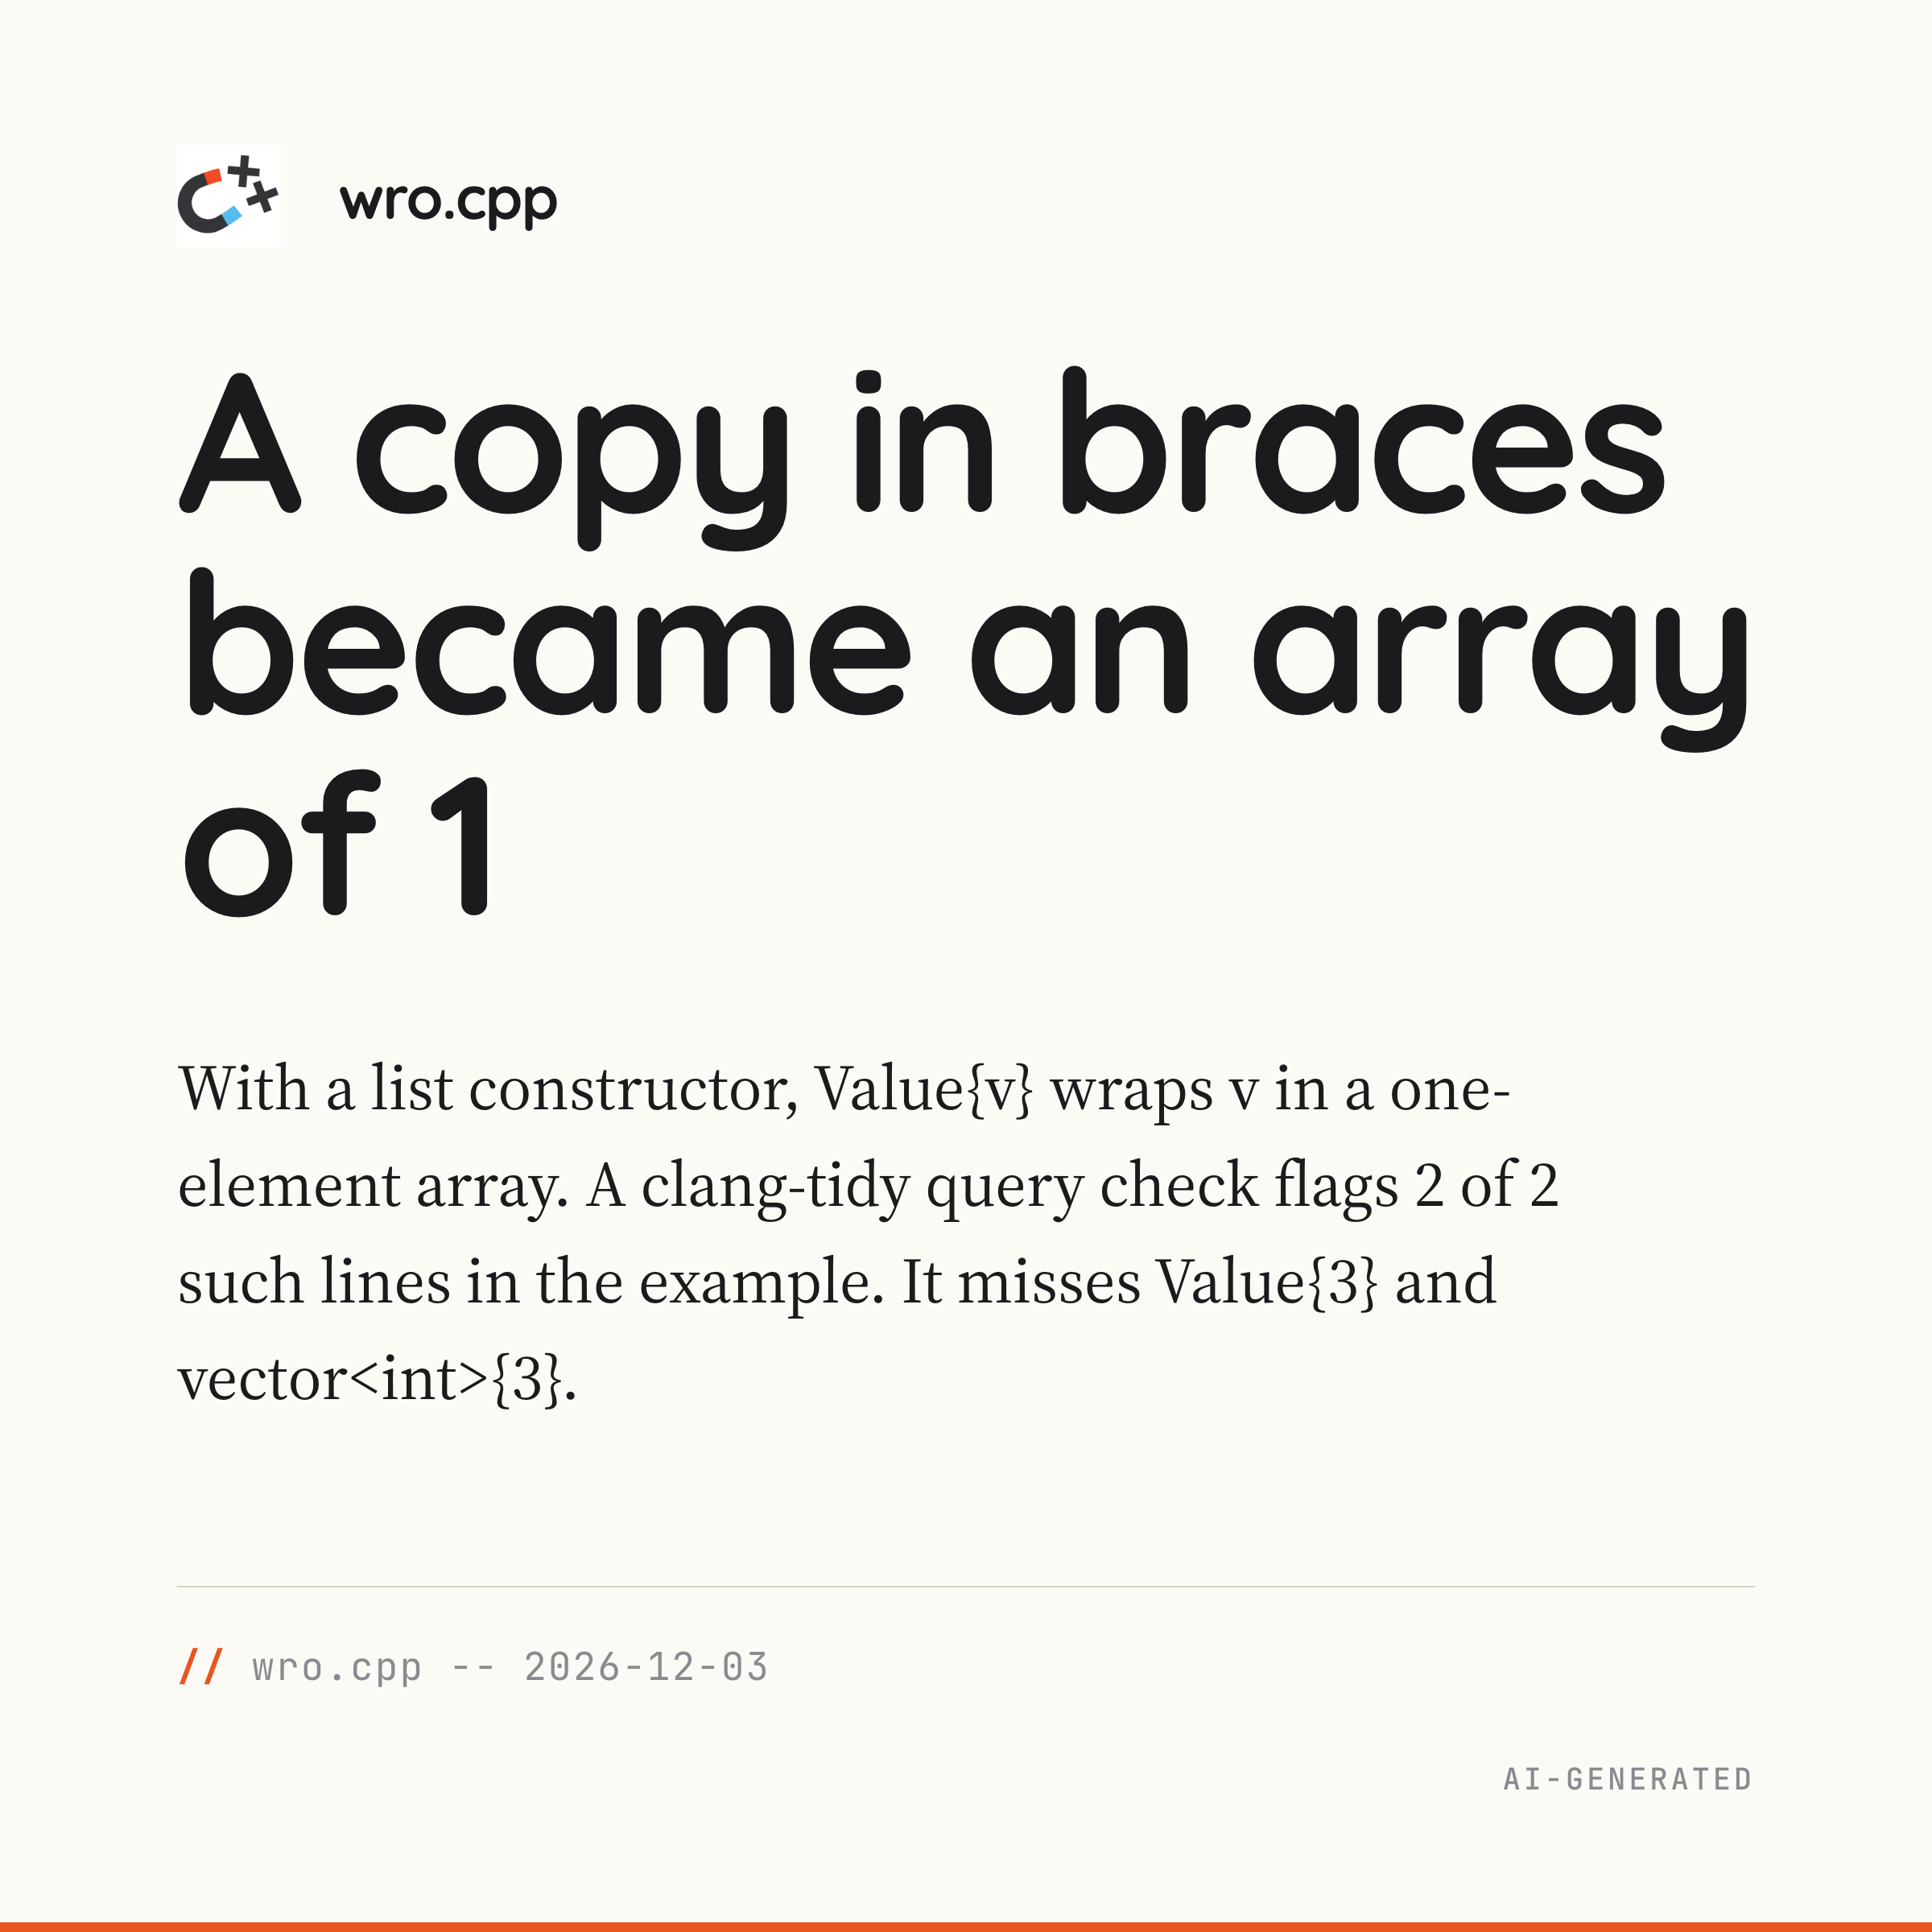 wro.cpp
A copy in braces
became an array
of 1
With a list constructor, Value{v} wraps v in a one-
element array. A clang-tidy query check flags 2 of 2
such lines in the example. It misses Value{3} and
vector<int>{3}.
// wro.cpp -- 2026-12-03
AI-GENERATED